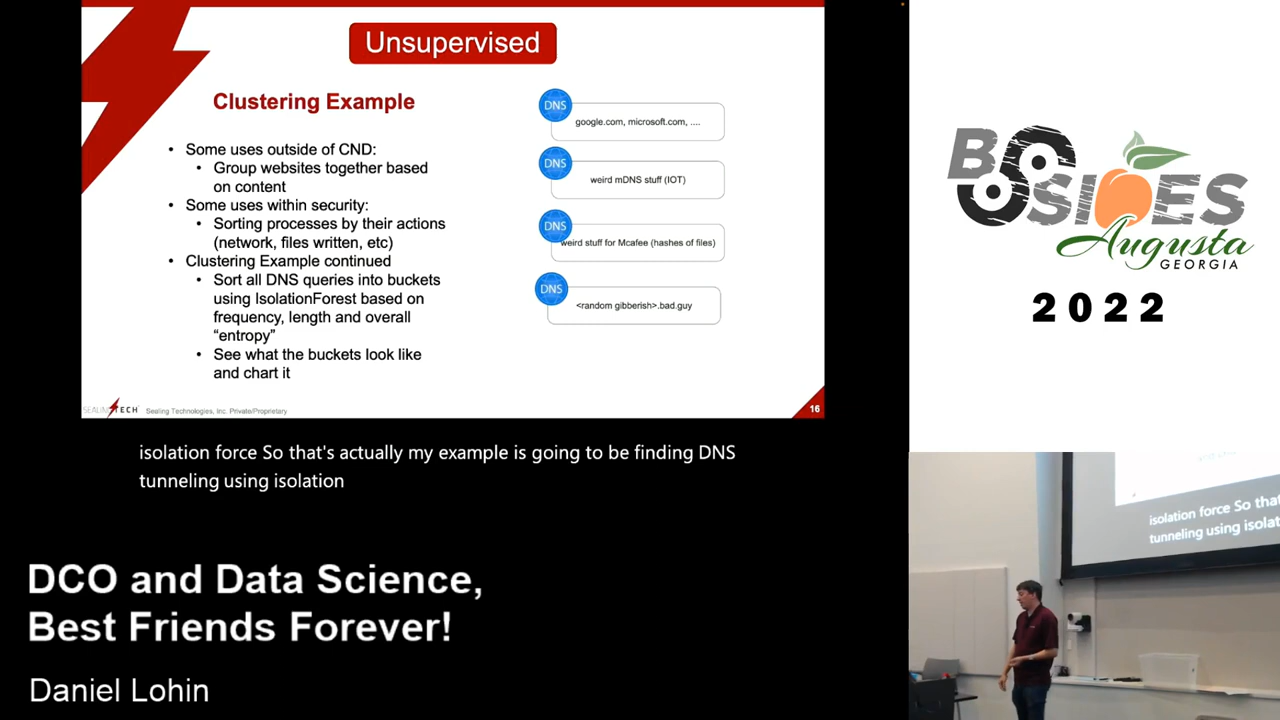 Unsupervised
Clustering Example
• Some uses outside of CND:
• Group websites together based
on content
• Some uses within security:
• Sorting processes by their actions
(network, files written, etc)
• Clustering Example continued
• Sort all DNS queries into buckets
using IsolationForest based on
frequency, length and overall
“entropy”
• See what the buckets look like
and chart it
DNS
google.com, microsoft.com, ....
DNS
weird mDNS stuff (IOT)
DNS
weird stuff for Mcafee (hashes of files)
DNS
<random gibberish>.bad.guy
SEALINGTECH
Sealing Technologies, Inc. Private/Proprietary
16
isolation force So that's actually my example is going to be finding DNS
tunneling using isolation
DCO and Data Science,
Best Friends Forever!
Daniel Lohin
BSIDES
Augusta
GEORGIA
2022
isolation force So that
tunneling using isolat